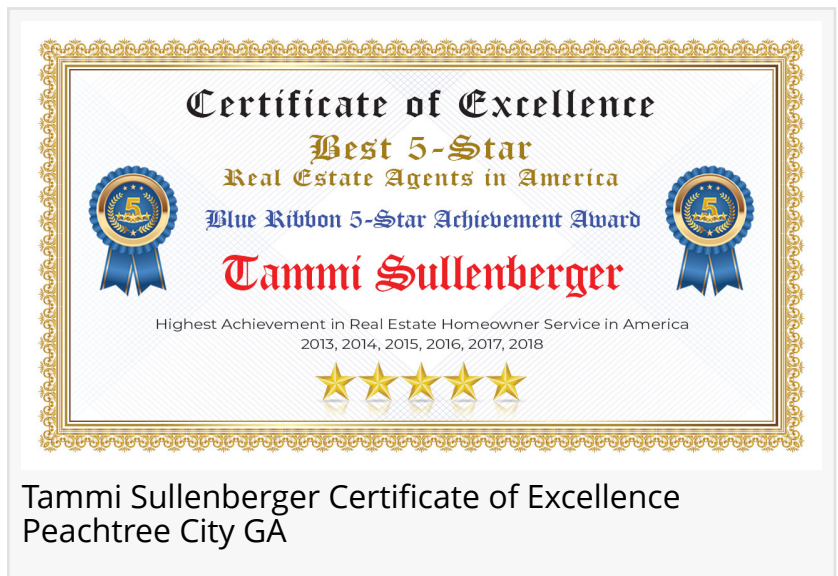 Certificate of Excellence
Best 5-Star
Real Estate Agents in America
Blue Ribbon 5-Star Achievement Award
5
5
Tammi Sullenberger
Highest Achievement in Real Estate Homeowner Service in America
2013, 2014, 2015, 2016, 2017, 2018
Tammi Sullenberger Certificate of Excellence
Peachtree City GA